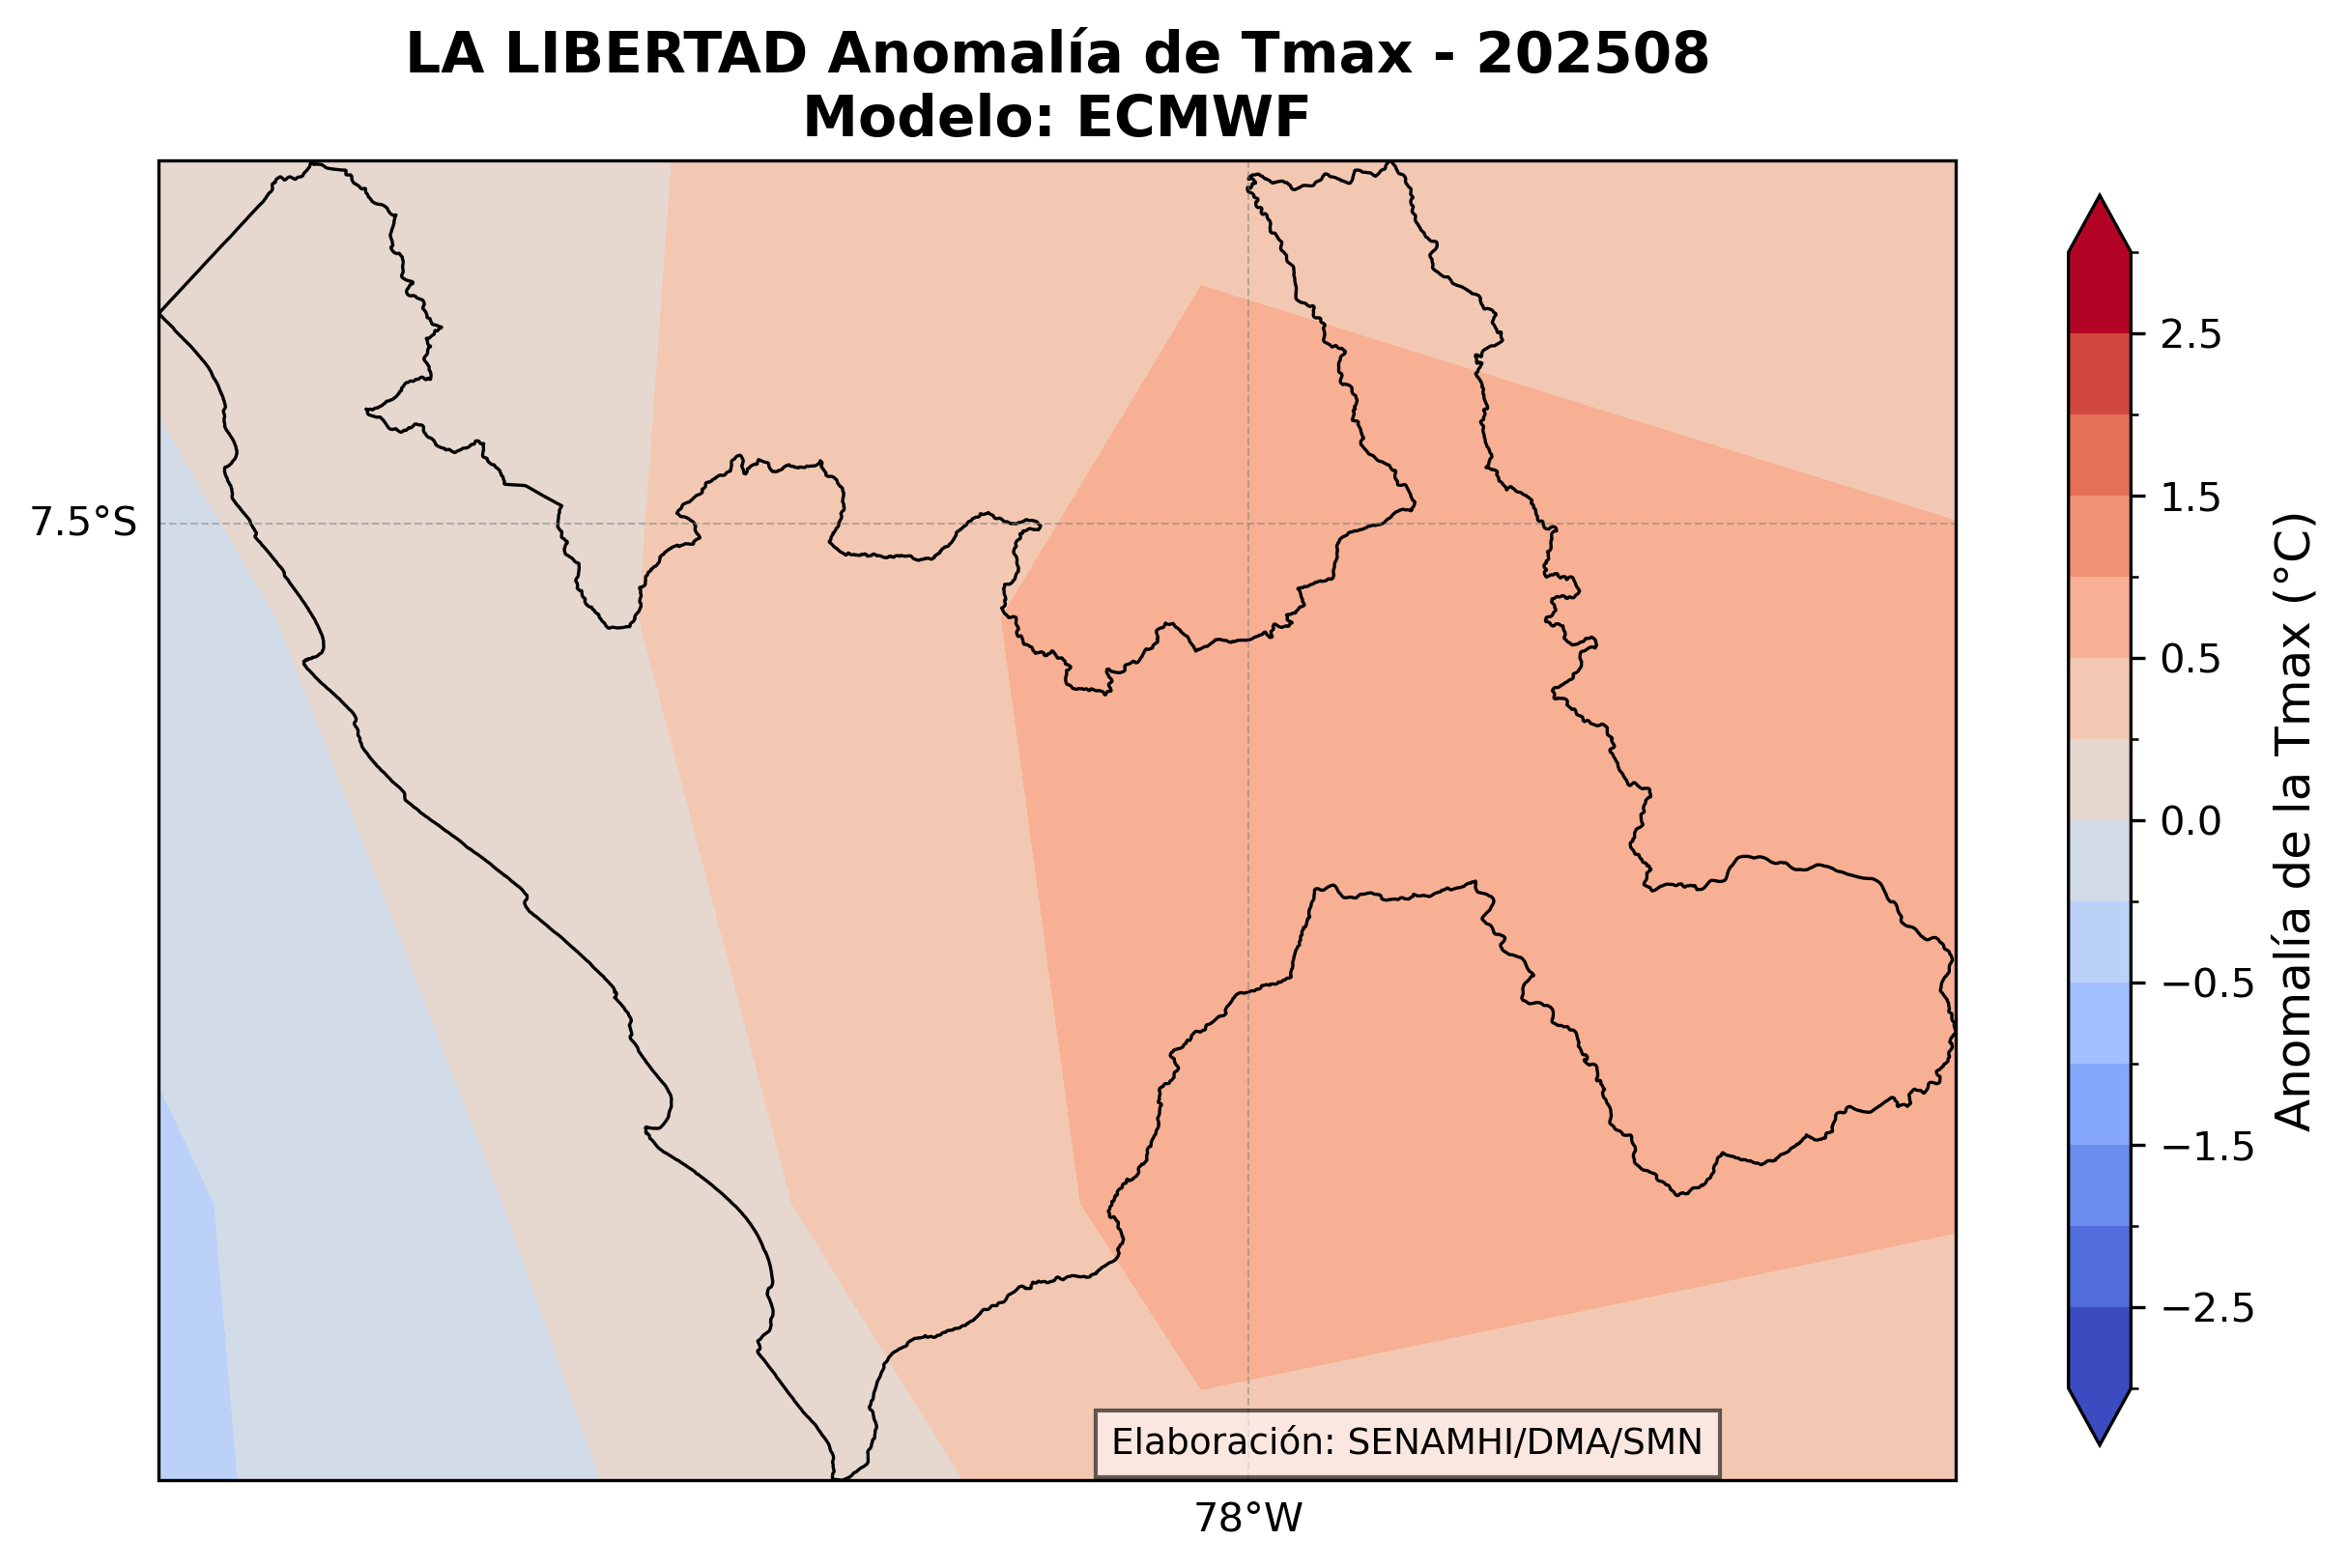 LA LIBERTAD Anomalía de Tmax - 202508
Modelo: ECMWF
7.5°S
78°W
Elaboración: SENAMHI/DMA/SMN
2.5
1.5
0.5
0.0
−0.5
−1.5
−2.5
Anomalía de la Tmax (°C)